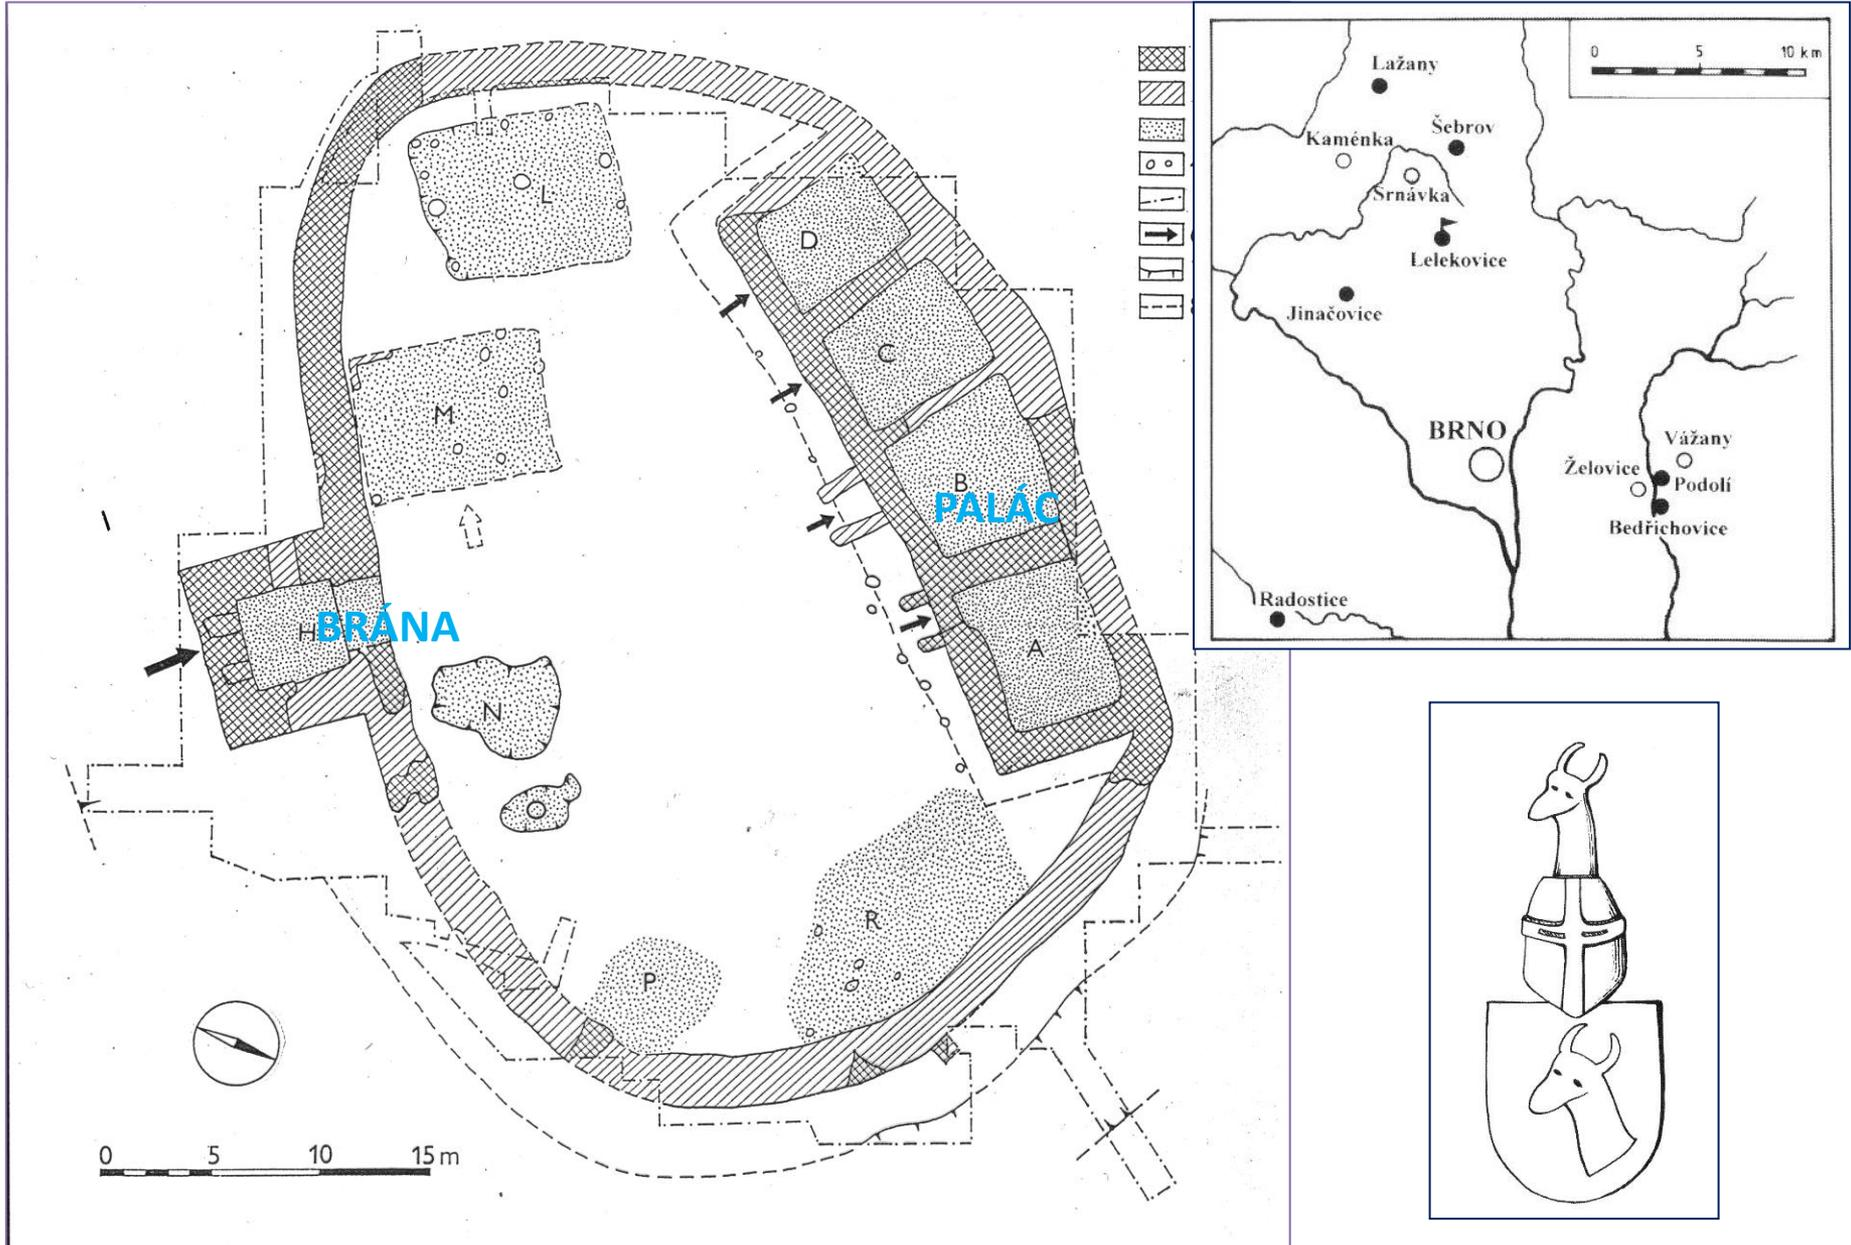 L
D
C
M
B
PALÁC
H
BRÁNA
A
N
R
P
0 5 10 15 m
0 5 10 km
Lažany
Šebrov
Kaménka
Srnávka
Lelekovice
Jinačovice
BRNO
Vážany
Želovice
Podolí
Bedřichovice
Radostice